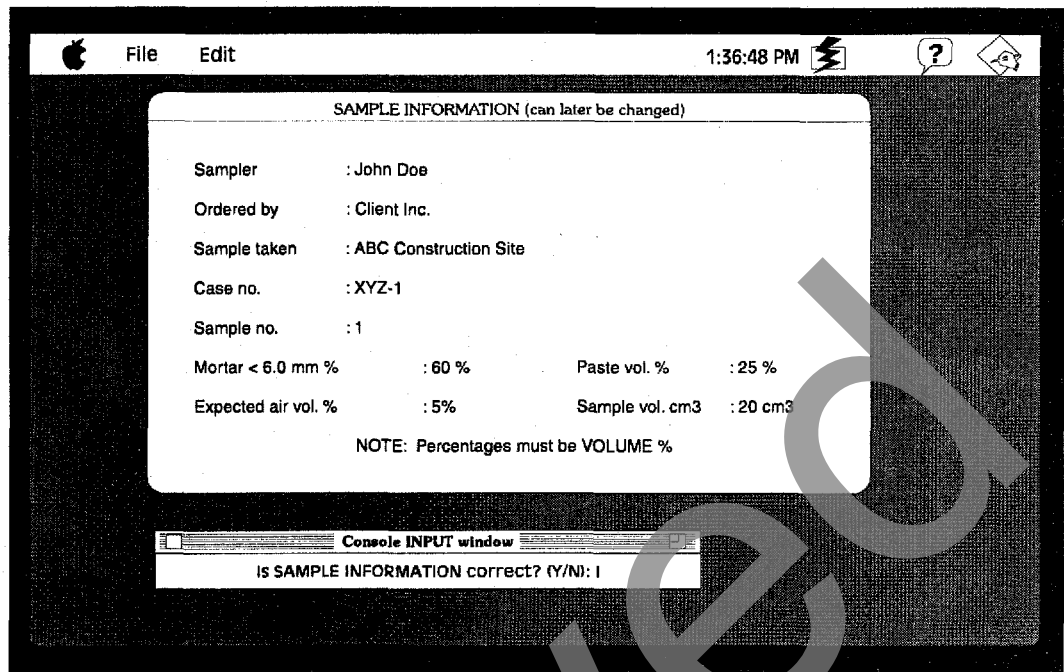 File Edit 1:36:48 PM ?
SAMPLE INFORMATION (can later be changed)
Sampler : John Doe
Ordered by : Client Inc.
Sample taken : ABC Construction Site
Case no. : XYZ-1
Sample no. : 1
Mortar < 6.0 mm % : 60 % Paste vol. % : 25 %
Expected air vol. % : 5% Sample vol. cm3 : 20 cm3
NOTE: Percentages must be VOLUME %
Console INPUT window
Is SAMPLE INFORMATION correct? (Y/N): I
ed